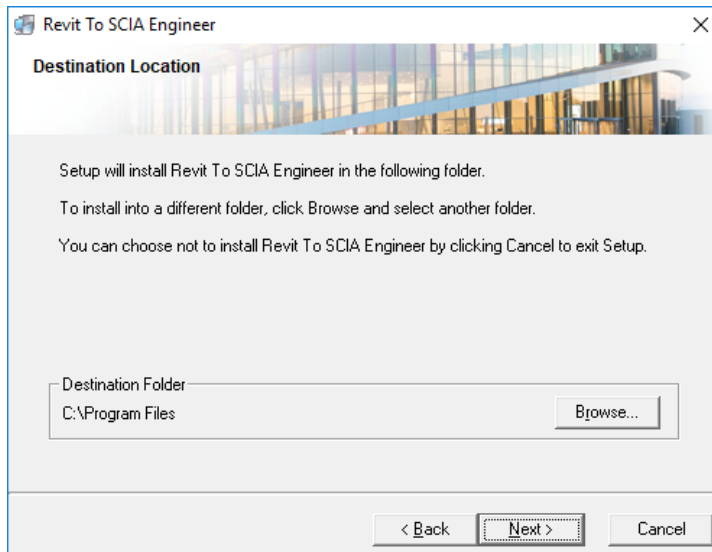 Revit To SCIA Engineer
Destination Location
Setup will install Revit To SCIA Engineer in the following folder.
To install into a different folder, click Browse and select another folder.
You can choose not to install Revit To SCIA Engineer by clicking Cancel to exit Setup.
Destination Folder
C:\Program Files
Browse...
< Back
Next >
Cancel